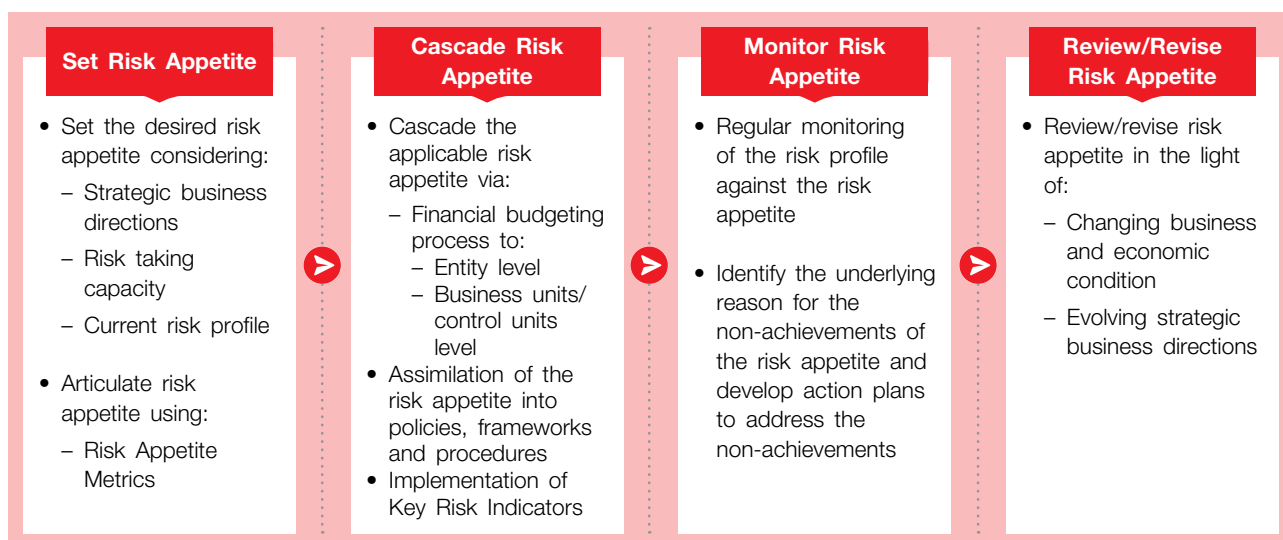 Set Risk Appetite
• Set the desired risk
appetite considering:
– Strategic business
directions
– Risk taking
capacity
– Current risk profile
• Articulate risk
appetite using:
– Risk Appetite
Metrics
Cascade Risk
Appetite
• Cascade the
applicable risk
appetite via:
– Financial budgeting
process to:
– Entity level
– Business units/
control units
level
• Assimilation of the
risk appetite into
policies, frameworks
and procedures
• Implementation of
Key Risk Indicators
Monitor Risk
Appetite
• Regular monitoring
of the risk profile
against the risk
appetite
• Identify the underlying
reason for the
non-achievements of
the risk appetite and
develop action plans
to address the
non-achievements
Review/Revise
Risk Appetite
• Review/revise risk
appetite in the light
of:
– Changing business
and economic
condition
– Evolving strategic
business directions